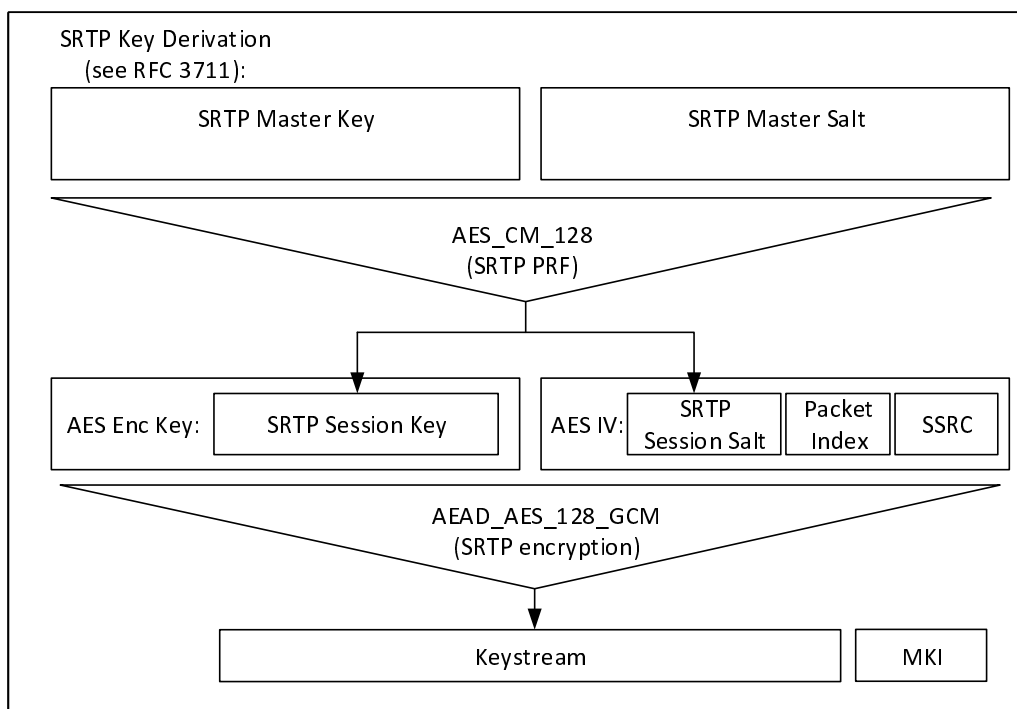 SRTP Key Derivation
(see RFC 3711):
SRTP Master Key
SRTP Master Salt
AES_CM_128
(SRTP PRF)
AES Enc Key:
SRTP Session Key
AES IV:
SRTP
Session Salt
Packet
Index
SSRC
AEAD_AES_128_GCM
(SRTP encryption)
Keystream
MKI